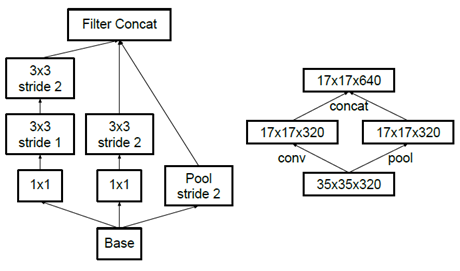 Filter Concat
3x3
stride 2
3x3
stride 1
3x3
stride 2
1x1
1x1
Pool
stride 2
Base
17x17x640
concat
17x17x320
17x17x320
conv
pool
35x35x320